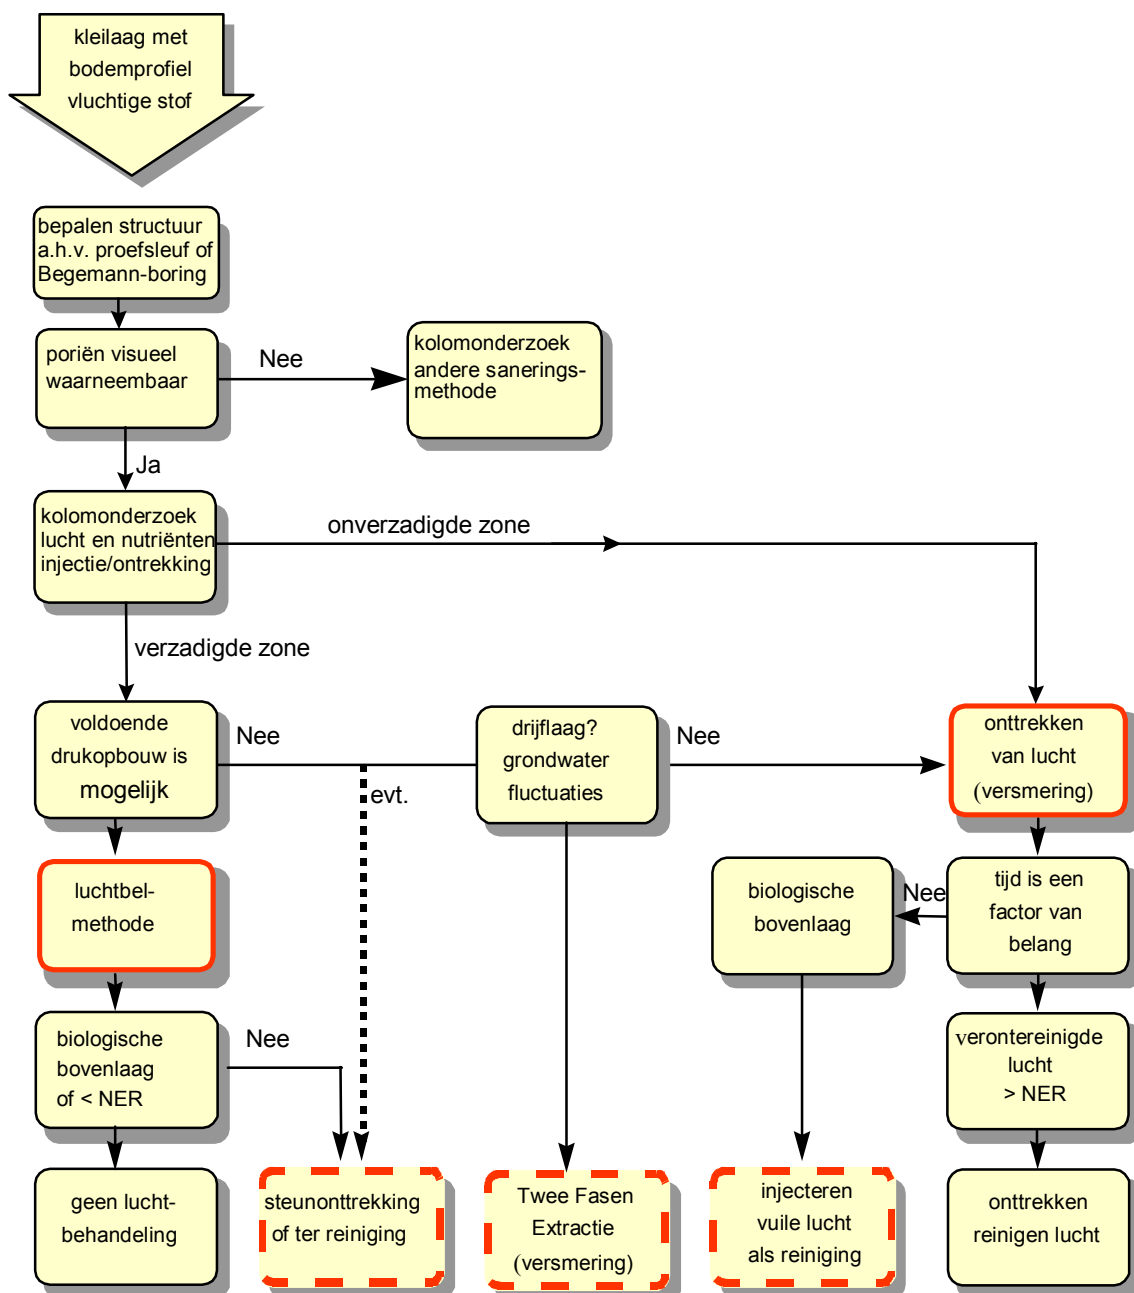 kleilaag met
bodemprofiel
vluchtige stof
bepalen structuur
a.h.v. proefsleuf of
Begemann-boring
poriën visueel
waarneembaar
Nee
kolomonderzoek
andere sanerings-
methode
Ja
kolomonderzoek
lucht en nutriënten
injectie/ontrekking
onverzadigde zone
verzadigde zone
voldoende
drukopbouw is
mogelijk
Nee
evt.
drijflaag?
grondwater
fluctuaties
Nee
onttrekken
van lucht
(versmering)
luchtbel-
methode
biologische
bovenlaag
Nee
tijd is een
factor van
belang
biologische
bovenlaag
of < NER
Nee
verontereinigde
lucht
> NER
geen lucht-
behandeling
steunonttrekking
of ter reiniging
Twee Fasen
Extractie
(versmering)
injecteren
vuile lucht
als reiniging
onttrekken
reinigen lucht